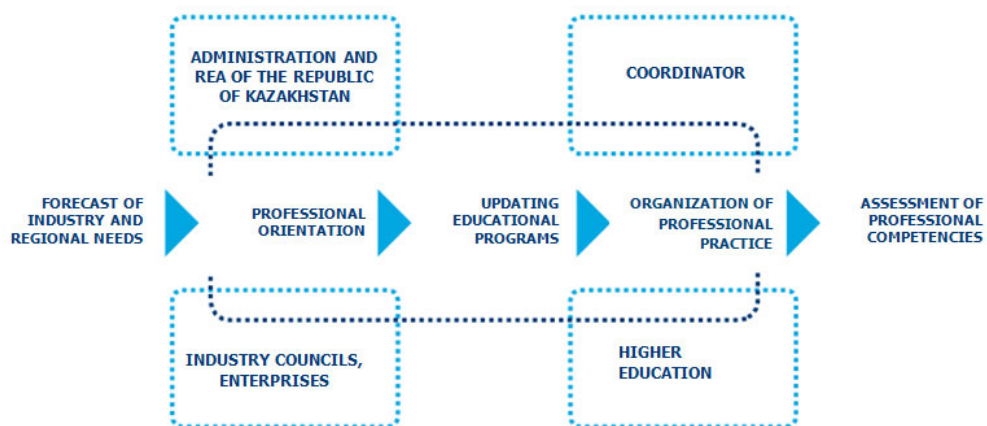 ADMINISTRATION AND
REA OF THE REPUBLIC
OF KAZAKHSTAN
COORDINATOR
FORECAST OF
INDUSTRY AND
REGIONAL NEEDS
PROFESSIONAL
ORIENTATION
UPDATING
EDUCATIONAL
PROGRAMS
ORGANIZATION OF
PROFESSIONAL
PRACTICE
ASSESSMENT OF
PROFESSIONAL
COMPETENCIES
INDUSTRY COUNCILS,
ENTERPRISES
HIGHER
EDUCATION